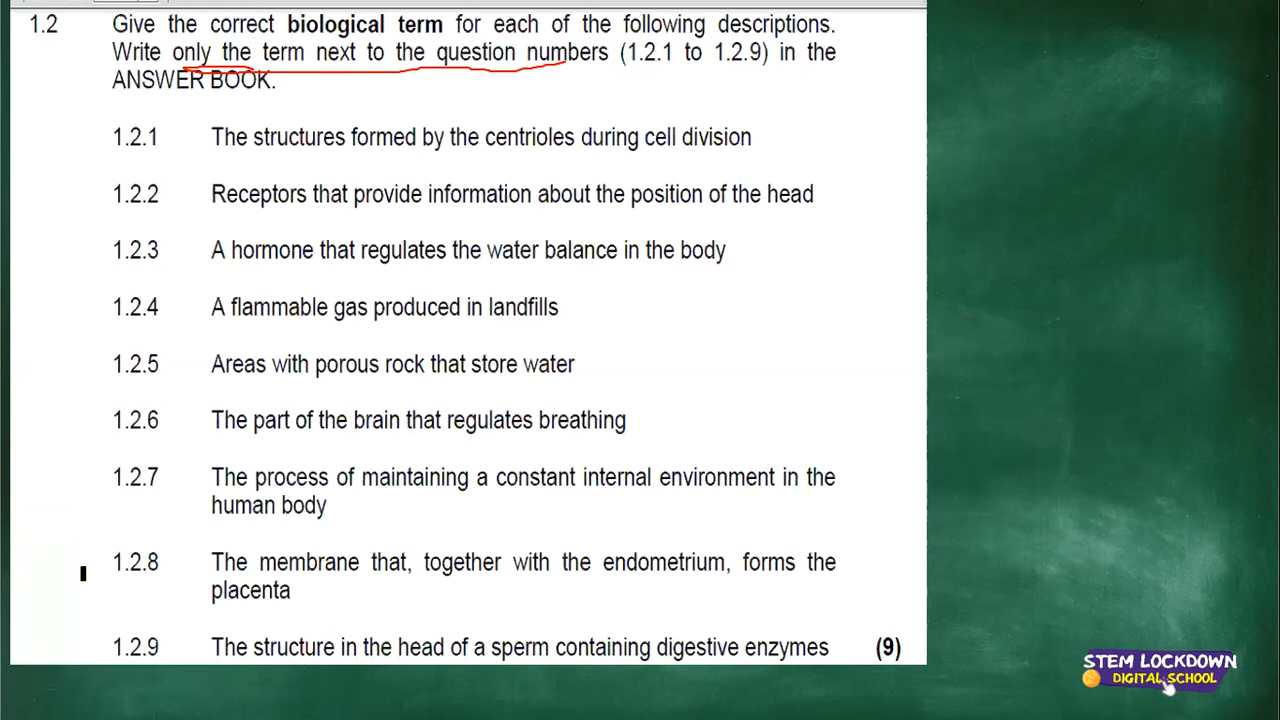 1.2 Give the correct biological term for each of the following descriptions.
Write only the term next to the question numbers (1.2.1 to 1.2.9) in the
ANSWER BOOK.
1.2.1 The structures formed by the centrioles during cell division
1.2.2 Receptors that provide information about the position of the head
1.2.3 A hormone that regulates the water balance in the body
1.2.4 A flammable gas produced in landfills
1.2.5 Areas with porous rock that store water
1.2.6 The part of the brain that regulates breathing
1.2.7 The process of maintaining a constant internal environment in the
human body
1.2.8 The membrane that, together with the endometrium, forms the
placenta
1.2.9 The structure in the head of a sperm containing digestive enzymes (9)
STEM LOCKDOWN
DIGITAL SCHOOL